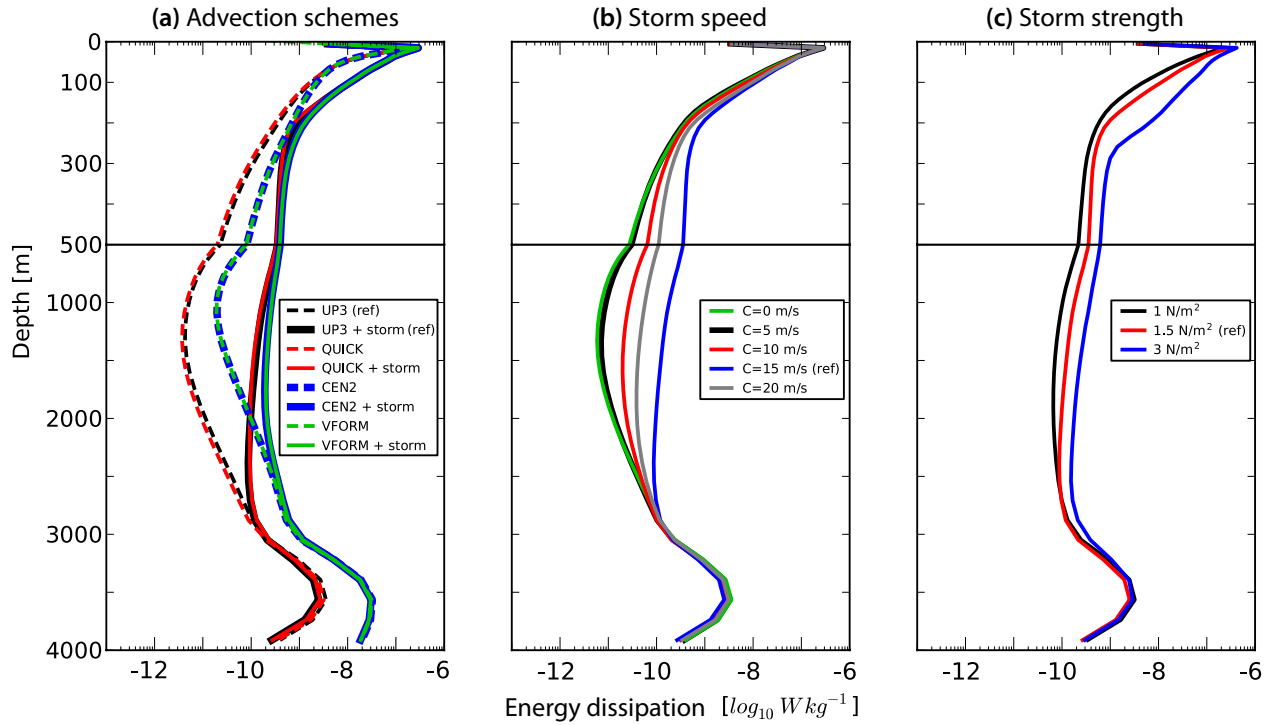 (a) Advection schemes
(b) Storm speed
(c) Storm strength
0
100
300
500
1000
2000
3000
4000
Depth [m]
UP3 (ref)
UP3 + storm (ref)
QUICK
QUICK + storm
CEN2
CEN2 + storm
VFORM
VFORM + storm
C=0 m/s
C=5 m/s
C=10 m/s
C=15 m/s (ref)
C=20 m/s
1 N/m²
1.5 N/m² (ref)
3 N/m²
-12 -10 -8 -6
-12 -10 -8 -6
-12 -10 -8 -6
Energy dissipation [log₁₀ W kg⁻¹]